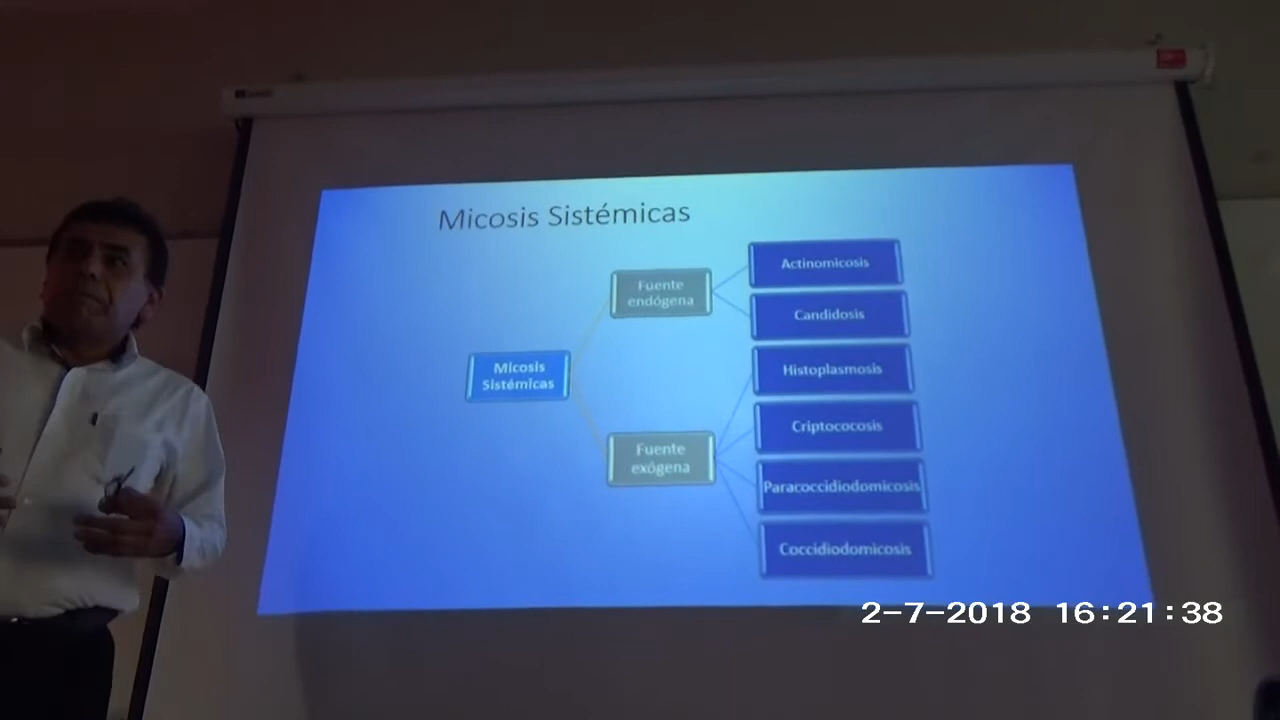 Micosis Sistémicas
Micosis
Sistémicas
Fuente
endógena
Actinomicosis
Candidosis
Fuente
exógena
Histoplasmosis
Criptococosis
Paracoccidiodomicosis
Coccidiodomicosis
2-7-2018 16:21:38